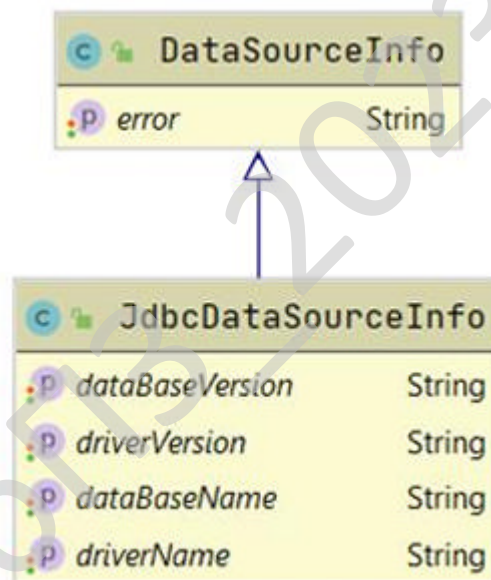 C DataSourceInfo
P error String
C JdbcDataSourceInfo
P dataBaseVersion String
P driverVersion String
P dataBaseName String
P driverName String